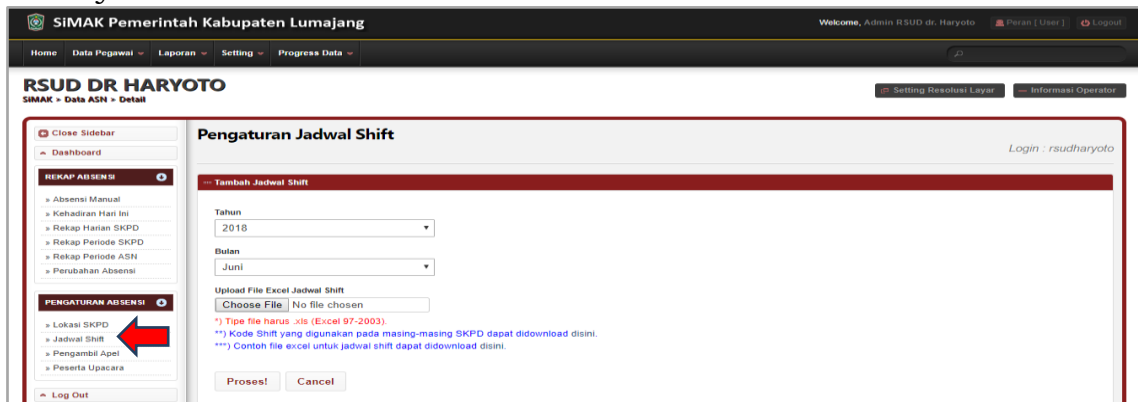 SiMAK Pemerintah Kabupaten Lumajang
Welcome, Admin RSUD dr. Haryoto
Peran [ User ]
Logout
Home
Data Pegawai
Laporan
Setting
Progress Data
RSUD DR HARYOTO
SiMAK » Data ASN » Detail
Setting Resolusi Layar
Informasi Operator
Close Sidebar
Dashboard
REKAP ABSENSI
» Absensi Manual
» Kehadiran Hari Ini
» Rekap Harian SKPD
» Rekap Periode SKPD
» Rekap Periode ASN
» Perubahan Absensi
PENGATURAN ABSENSI
» Lokasi SKPD
» Jadwal Shift
» Pengambil Apel
» Peserta Upacara
Log Out
Pengaturan Jadwal Shift
Login : rsudharyoto
Tambah Jadwal Shift
Tahun
2018
Bulan
Juni
Upload File Excel Jadwal Shift
Choose File No file chosen
*) Tipe file harus .xls (Excel 97-2003).
**) Kode Shift yang digunakan pada masing-masing SKPD dapat didownload disini.
***) Contoh file excel untuk jadwal shift dapat didownload disini.
Proses!
Cancel